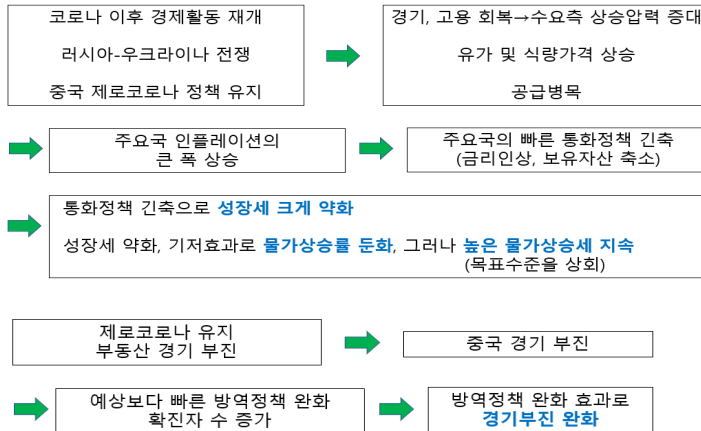 코로나 이후 경제활동 재개
러시아-우크라이나 전쟁
중국 제로코로나 정책 유지
경기, 고용 회복→수요측 상승압력 증대
유가 및 식량가격 상승
공급병목
주요국 인플레이션의
큰 폭 상승
주요국의 빠른 통화정책 긴축
(금리인상, 보유자산 축소)
통화정책 긴축으로 성장세 크게 약화
성장세 약화, 기저효과로 물가상승률 둔화, 그러나 높은 물가상승세 지속
(목표수준을 상회)
제로코로나 유지
부동산 경기 부진
중국 경기 부진
예상보다 빠른 방역정책 완화
확진자 수 증가
방역정책 완화 효과로
경기부진 완화